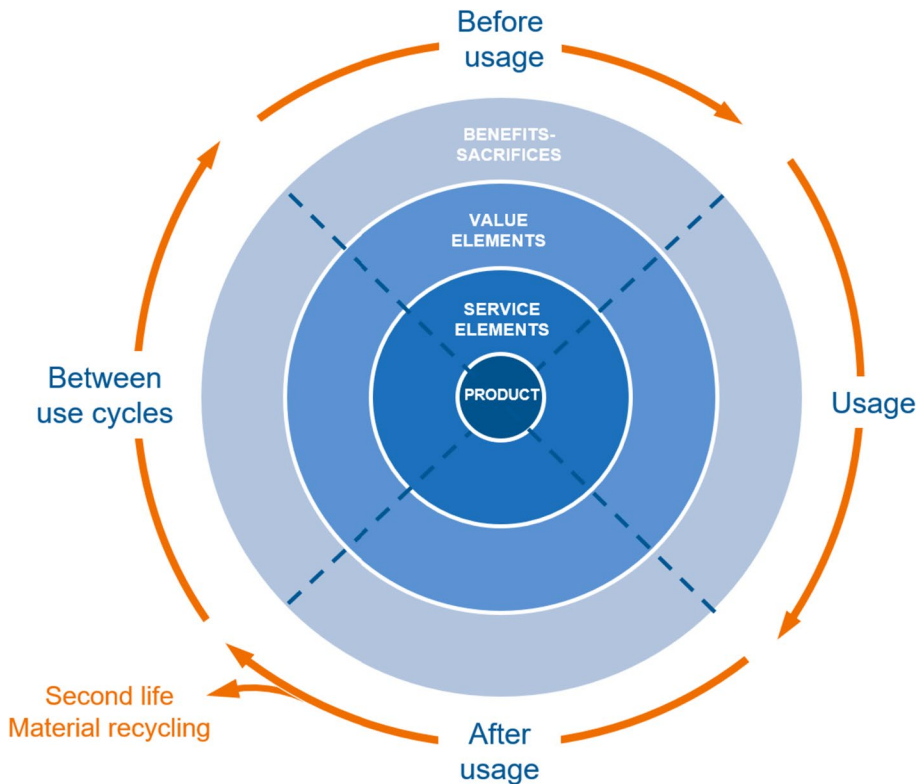 Before
usage
BENEFITS-
SACRIFICES
VALUE
ELEMENTS
SERVICE
ELEMENTS
PRODUCT
Between
use cycles
Usage
Second life
Material recycling
After
usage